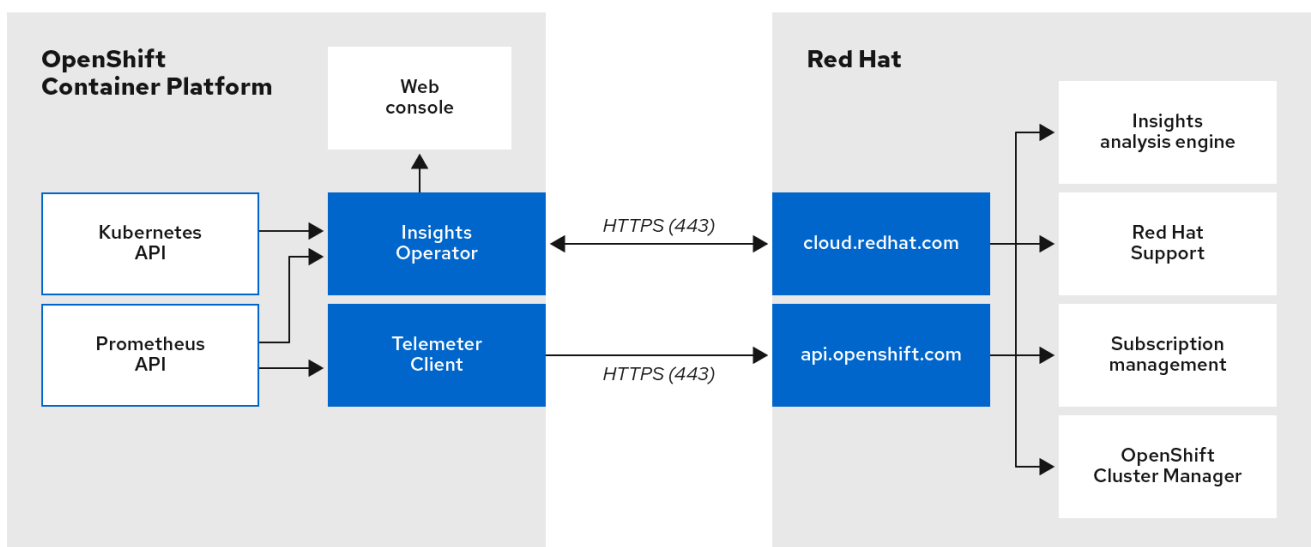 OpenShift
Container Platform
Web
console
Kubernetes
API
Insights
Operator
Prometheus
API
Telemeter
Client
HTTPS (443)
HTTPS (443)
Red Hat
cloud.redhat.com
api.openshift.com
Insights
analysis engine
Red Hat
Support
Subscription
management
OpenShift
Cluster Manager